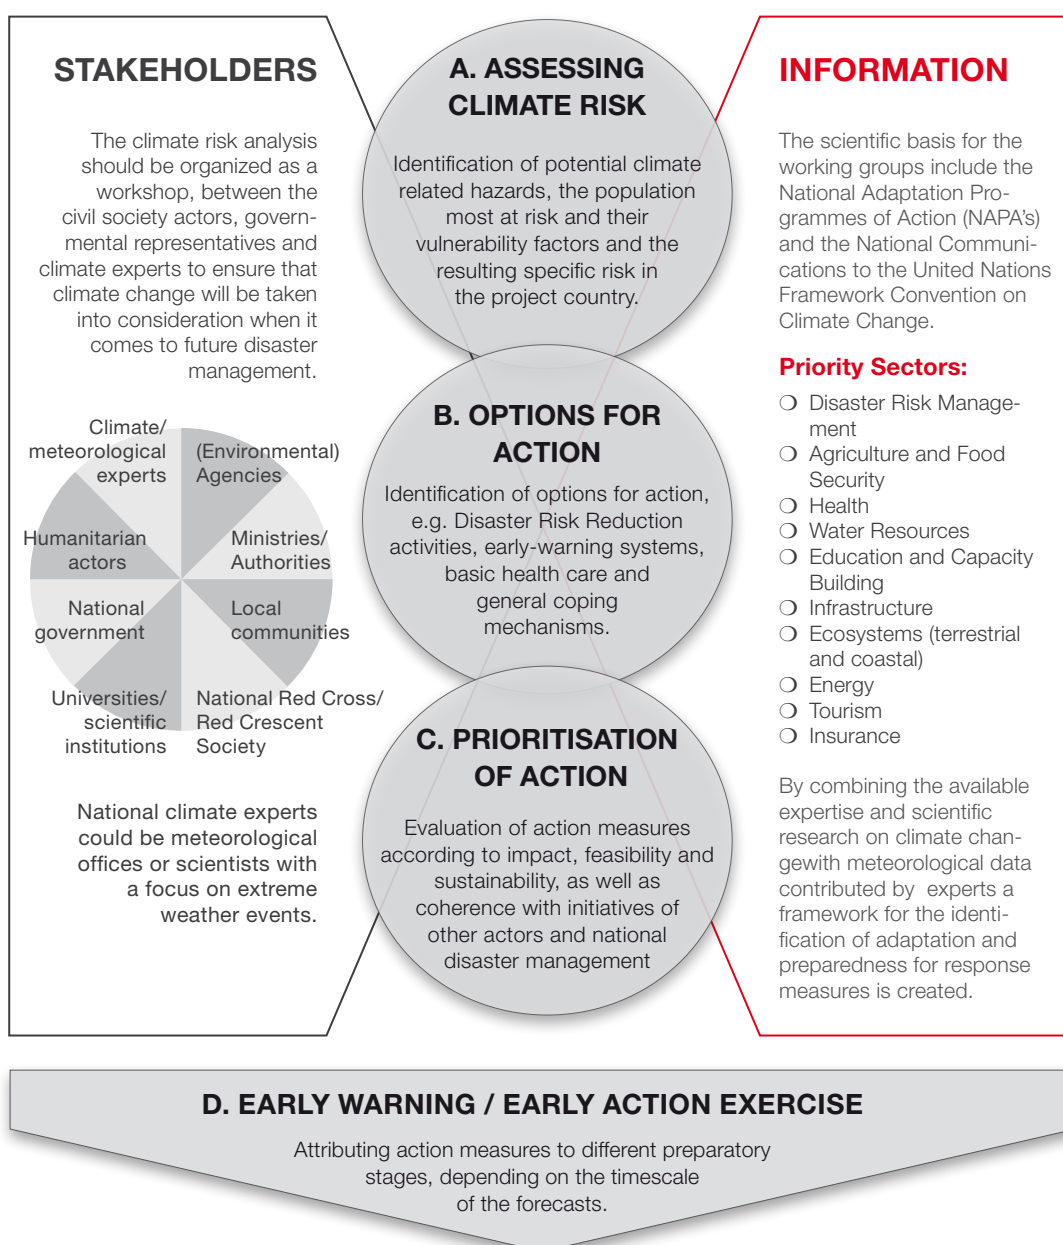 STAKEHOLDERS
The climate risk analysis
should be organized as a
workshop, between the
civil society actors, govern-
mental representatives and
climate experts to ensure that
climate change will be taken
into consideration when it
comes to future disaster
management.
Climate/
meteorological
experts
(Environmental)
Agencies
Humanitarian
actors
Ministries/
Authorities
National
government
Local
communities
Universities/
scientific
institutions
National Red Cross/
Red Crescent
Society
National climate experts
could be meteorological
offices or scientists with
a focus on extreme
weather events.
A. ASSESSING
CLIMATE RISK
Identification of potential climate
related hazards, the population
most at risk and their
vulnerability factors and the
resulting specific risk in
the project country.
B. OPTIONS FOR
ACTION
Identification of options for action,
e.g. Disaster Risk Reduction
activities, early-warning systems,
basic health care and
general coping
mechanisms.
C. PRIORITISATION
OF ACTION
Evaluation of action measures
according to impact, feasibility and
sustainability, as well as
coherence with initiatives of
other actors and national
disaster management
INFORMATION
The scientific basis for the
working groups include the
National Adaptation Pro-
grammes of Action (NAPA's)
and the National Communi-
cations to the United Nations
Framework Convention on
Climate Change.
Priority Sectors:
❍ Disaster Risk Manage-
ment
❍ Agriculture and Food
Security
❍ Health
❍ Water Resources
❍ Education and Capacity
Building
❍ Infrastructure
❍ Ecosystems (terrestrial
and coastal)
❍ Energy
❍ Tourism
❍ Insurance
By combining the available
expertise and scientific
research on climate chan-
gewith meteorological data
contributed by  experts a
framework for the identi-
fication of adaptation and
preparedness for response
measures is created.
D. EARLY WARNING / EARLY ACTION EXERCISE
Attributing action measures to different preparatory
stages, depending on the timescale
of the forecasts.